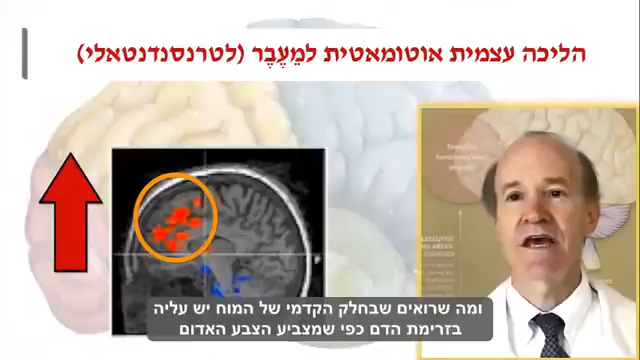 הליכה עצמית אוטומאטית למֵעֶבֶר (לטרנסנדנטאלי)
EXECUTIVE
ומה שרואים שבחלק הקדמי של המוח יש עליה
בזרימת הדם כפי שמצביע הצבע האדום